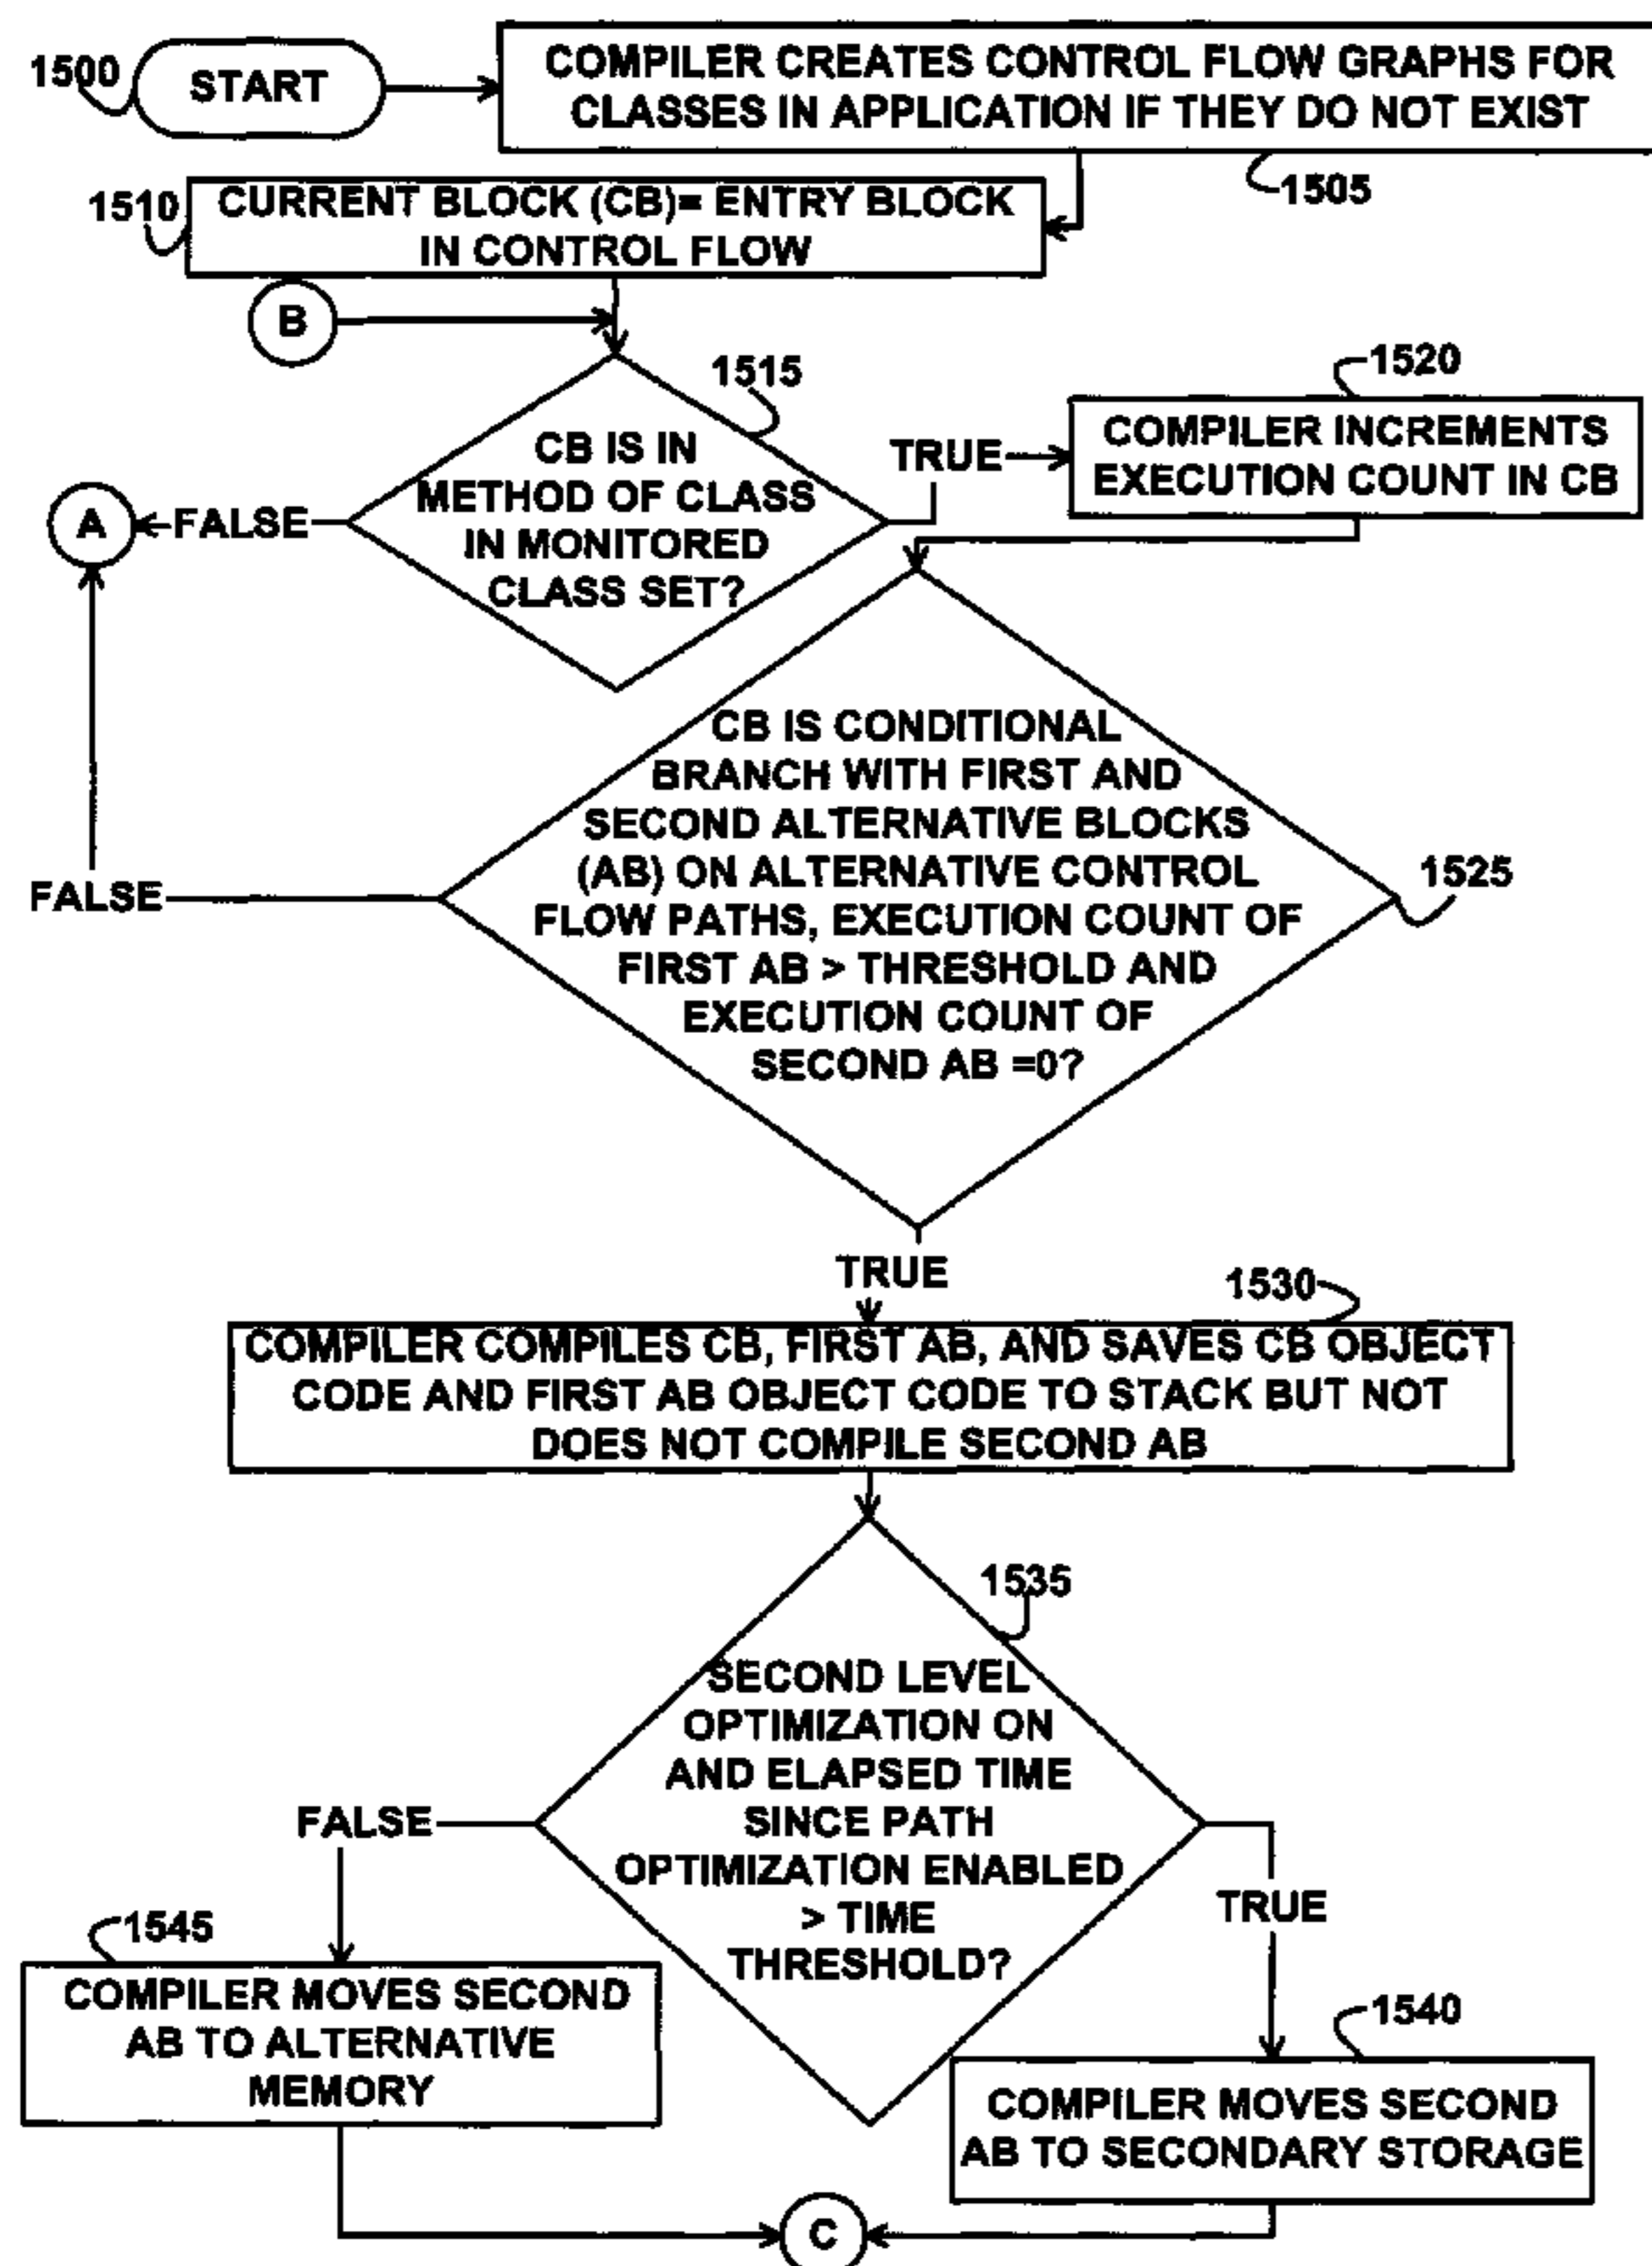 1500
START
COMPILER CREATES CONTROL FLOW GRAPHS FOR
CLASSES IN APPLICATION IF THEY DO NOT EXIST
1505
1510
CURRENT BLOCK (CB)= ENTRY BLOCK
IN CONTROL FLOW
B
1515
CB IS IN
METHOD OF CLASS
IN MONITORED
CLASS SET?
TRUE
1520
COMPILER INCREMENTS
EXECUTION COUNT IN CB
A
FALSE
CB IS CONDITIONAL
BRANCH WITH FIRST AND
SECOND ALTERNATIVE BLOCKS
(AB) ON ALTERNATIVE CONTROL
FLOW PATHS, EXECUTION COUNT OF
FIRST AB > THRESHOLD AND
EXECUTION COUNT OF
SECOND AB =0?
1525
FALSE
TRUE
1530
COMPILER COMPILES CB, FIRST AB, AND SAVES CB OBJECT
CODE AND FIRST AB OBJECT CODE TO STACK BUT NOT
DOES NOT COMPILE SECOND AB
1535
SECOND LEVEL
OPTIMIZATION ON
AND ELAPSED TIME
SINCE PATH
OPTIMIZATION ENABLED
> TIME
THRESHOLD?
FALSE
TRUE
1545
COMPILER MOVES SECOND
AB TO ALTERNATIVE
MEMORY
1540
COMPILER MOVES SECOND
AB TO SECONDARY STORAGE
C